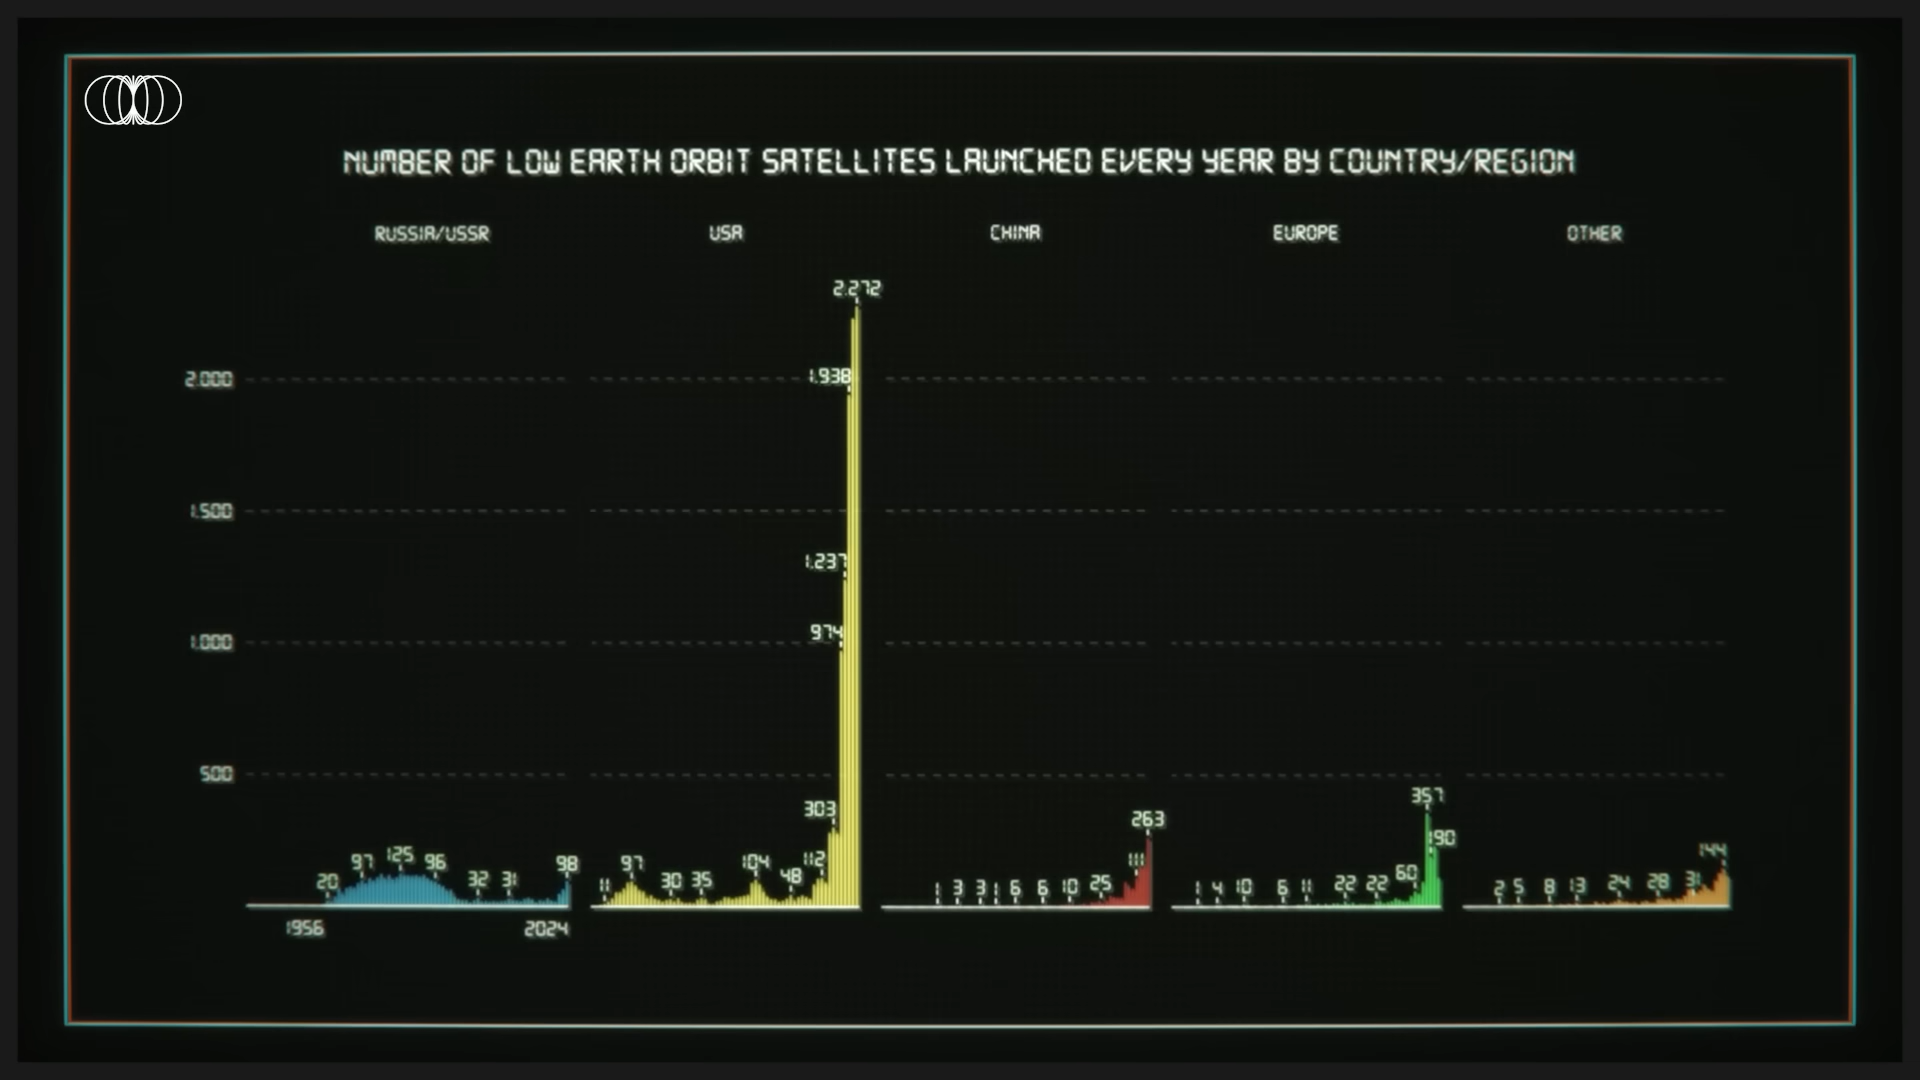 NUMBER OF LOW EARTH ORBIT SATELLITES LAUNCHED EVERY YEAR BY COUNTRY/REGION
RUSSIA/USSR USA CHINA EUROPE OTHER
2.272
2.000 1.938
1.500
1.237
1.000 974
500
20 97 125 96 32 31 98
11 97 30 35 104 48 112 303
1 3 3 1 6 6 10 25 111 263
1 4 10 6 11 22 22 60 357 190
2 5 8 13 24 28 31 144
1956 2024